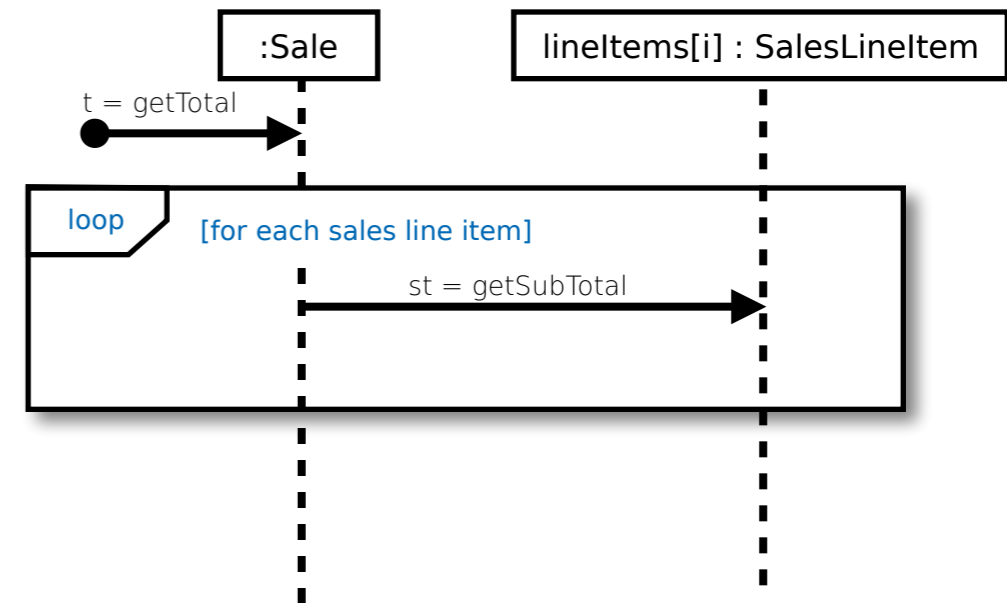 :Sale
lineItems[i] : SalesLineItem
t = getTotal
loop
[for each sales line item]
st = getSubTotal